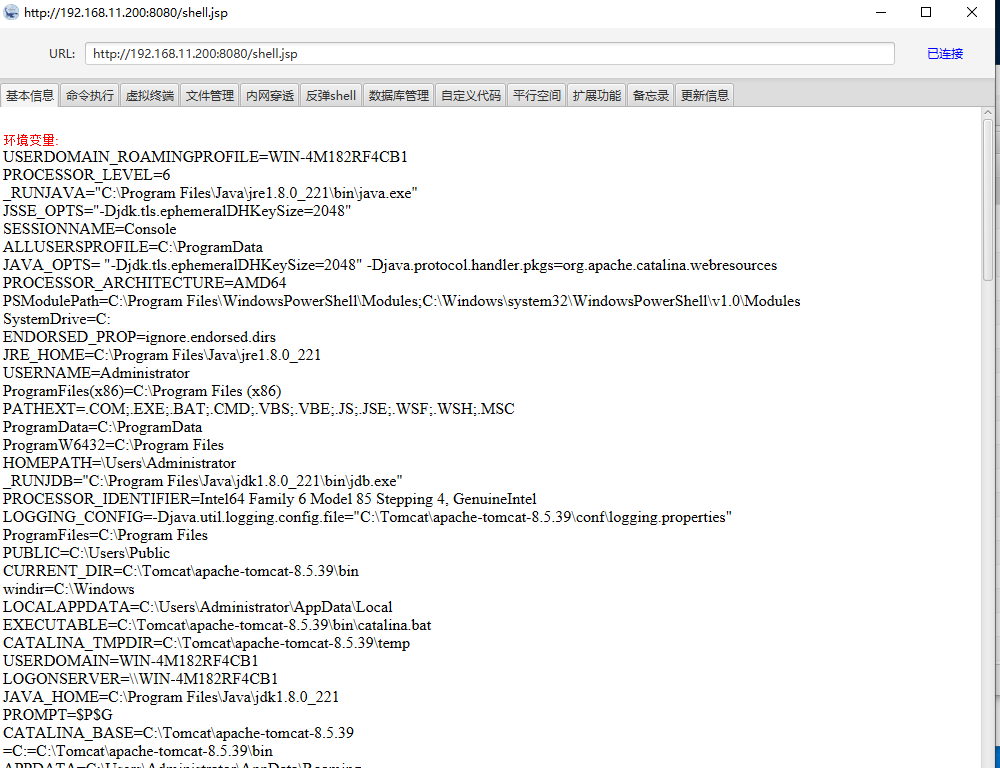 http://192.168.11.200:8080/shell.jsp
URL: http://192.168.11.200:8080/shell.jsp 已连接
基本信息 命令执行 虚拟终端 文件管理 内网穿透 反弹shell 数据库管理 自定义代码 平行空间 扩展功能 备忘录 更新信息
环境变量:
USERDOMAIN_ROAMINGPROFILE=WIN-4M182RF4CB1
PROCESSOR_LEVEL=6
_RUNJAVA="C:\Program Files\Java\jre1.8.0_221\bin\java.exe"
JSSE_OPTS="-Djdk.tls.ephemeralDHKeySize=2048"
SESSIONNAME=Console
ALLUSERSPROFILE=C:\ProgramData
JAVA_OPTS= "-Djdk.tls.ephemeralDHKeySize=2048" -Djava.protocol.handler.pkgs=org.apache.catalina.webresources
PROCESSOR_ARCHITECTURE=AMD64
PSModulePath=C:\Program Files\WindowsPowerShell\Modules;C:\Windows\system32\WindowsPowerShell\v1.0\Modules
SystemDrive=C:
ENDORSED_PROP=ignore.endorsed.dirs
JRE_HOME=C:\Program Files\Java\jre1.8.0_221
USERNAME=Administrator
ProgramFiles(x86)=C:\Program Files (x86)
PATHEXT=.COM;.EXE;.BAT;.CMD;.VBS;.VBE;.JS;.JSE;.WSF;.WSH;.MSC
ProgramData=C:\ProgramData
ProgramW6432=C:\Program Files
HOMEPATH=\Users\Administrator
_RUNJDB="C:\Program Files\Java\jdk1.8.0_221\bin\jdb.exe"
PROCESSOR_IDENTIFIER=Intel64 Family 6 Model 85 Stepping 4, GenuineIntel
LOGGING_CONFIG=-Djava.util.logging.config.file="C:\Tomcat\apache-tomcat-8.5.39\conf\logging.properties"
ProgramFiles=C:\Program Files
PUBLIC=C:\Users\Public
CURRENT_DIR=C:\Tomcat\apache-tomcat-8.5.39\bin
windir=C:\Windows
LOCALAPPDATA=C:\Users\Administrator\AppData\Local
EXECUTABLE=C:\Tomcat\apache-tomcat-8.5.39\bin\catalina.bat
CATALINA_TMPDIR=C:\Tomcat\apache-tomcat-8.5.39\temp
USERDOMAIN=WIN-4M182RF4CB1
LOGONSERVER=\\WIN-4M182RF4CB1
JAVA_HOME=C:\Program Files\Java\jdk1.8.0_221
PROMPT=$P$G
CATALINA_BASE=C:\Tomcat\apache-tomcat-8.5.39
=C:=C:\Tomcat\apache-tomcat-8.5.39\bin
APPDATA=C:\Users\Administrator\AppData\Roaming